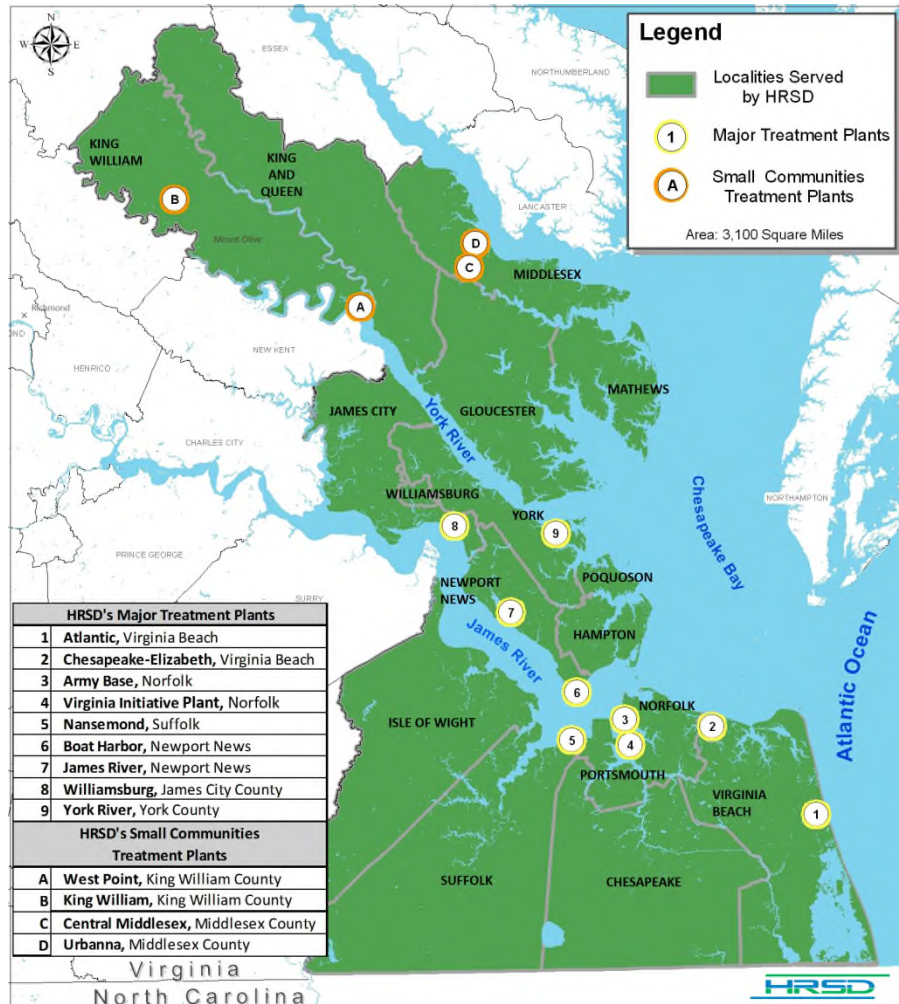 N
W E
S
ESSEX
NORTHUMBERLAND
LANCASTER
Legend
Localities Served
by HRSD
1 Major Treatment Plants
A Small Communities
Treatment Plants
Area: 3,100 Square Miles
KING
WILLIAM
KING
AND
QUEEN
B
Mount Olive
D
C
MIDDLESEX
A
Richmond
NEW KENT
HENRICO
MATHEWS
JAMES CITY
GLOUCESTER
York River
CHARLES CITY
Chesapeake Bay
NORTHAMPTON
WILLIAMSBURG
8
YORK
9
PRINCE GEORGE
SURRY
NEWPORT
NEWS
POQUOSON
7
HAMPTON
James River
Atlantic Ocean
6
ISLE OF WIGHT
3
NORFOLK
2
5
4
PORTSMOUTH
VIRGINIA
BEACH
1
SUFFOLK
CHESAPEAKE
HRSD's Major Treatment Plants
1 Atlantic, Virginia Beach
2 Chesapeake-Elizabeth, Virginia Beach
3 Army Base, Norfolk
4 Virginia Initiative Plant, Norfolk
5 Nansemond, Suffolk
6 Boat Harbor, Newport News
7 James River, Newport News
8 Williamsburg, James City County
9 York River, York County
HRSD's Small Communities
Treatment Plants
A West Point, King William County
B King William, King William County
C Central Middlesex, Middlesex County
D Urbanna, Middlesex County
Virginia
North Carolina
HRSD